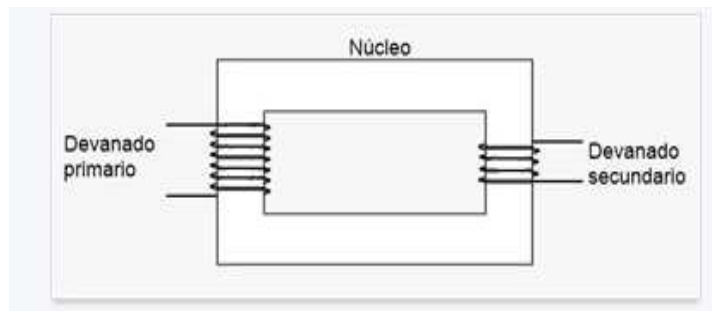 Núcleo
Devanado
primario
Devanado
secundario